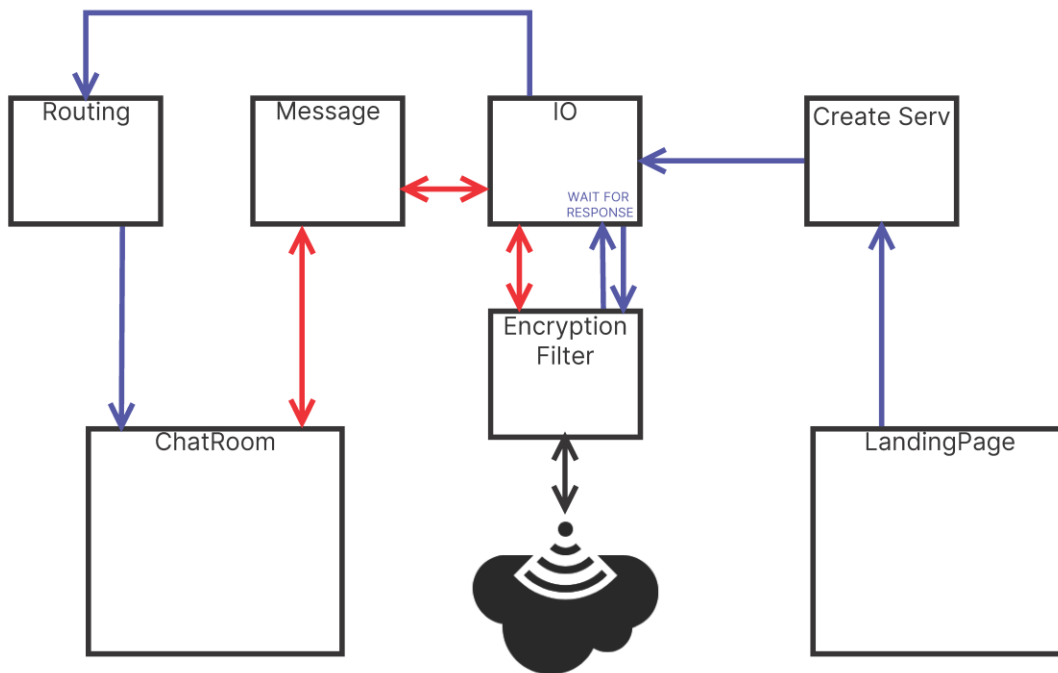 Routing
Message
IO
Create Serv
WAIT FOR
RESPONSE
Encryption
Filter
ChatRoom
LandingPage